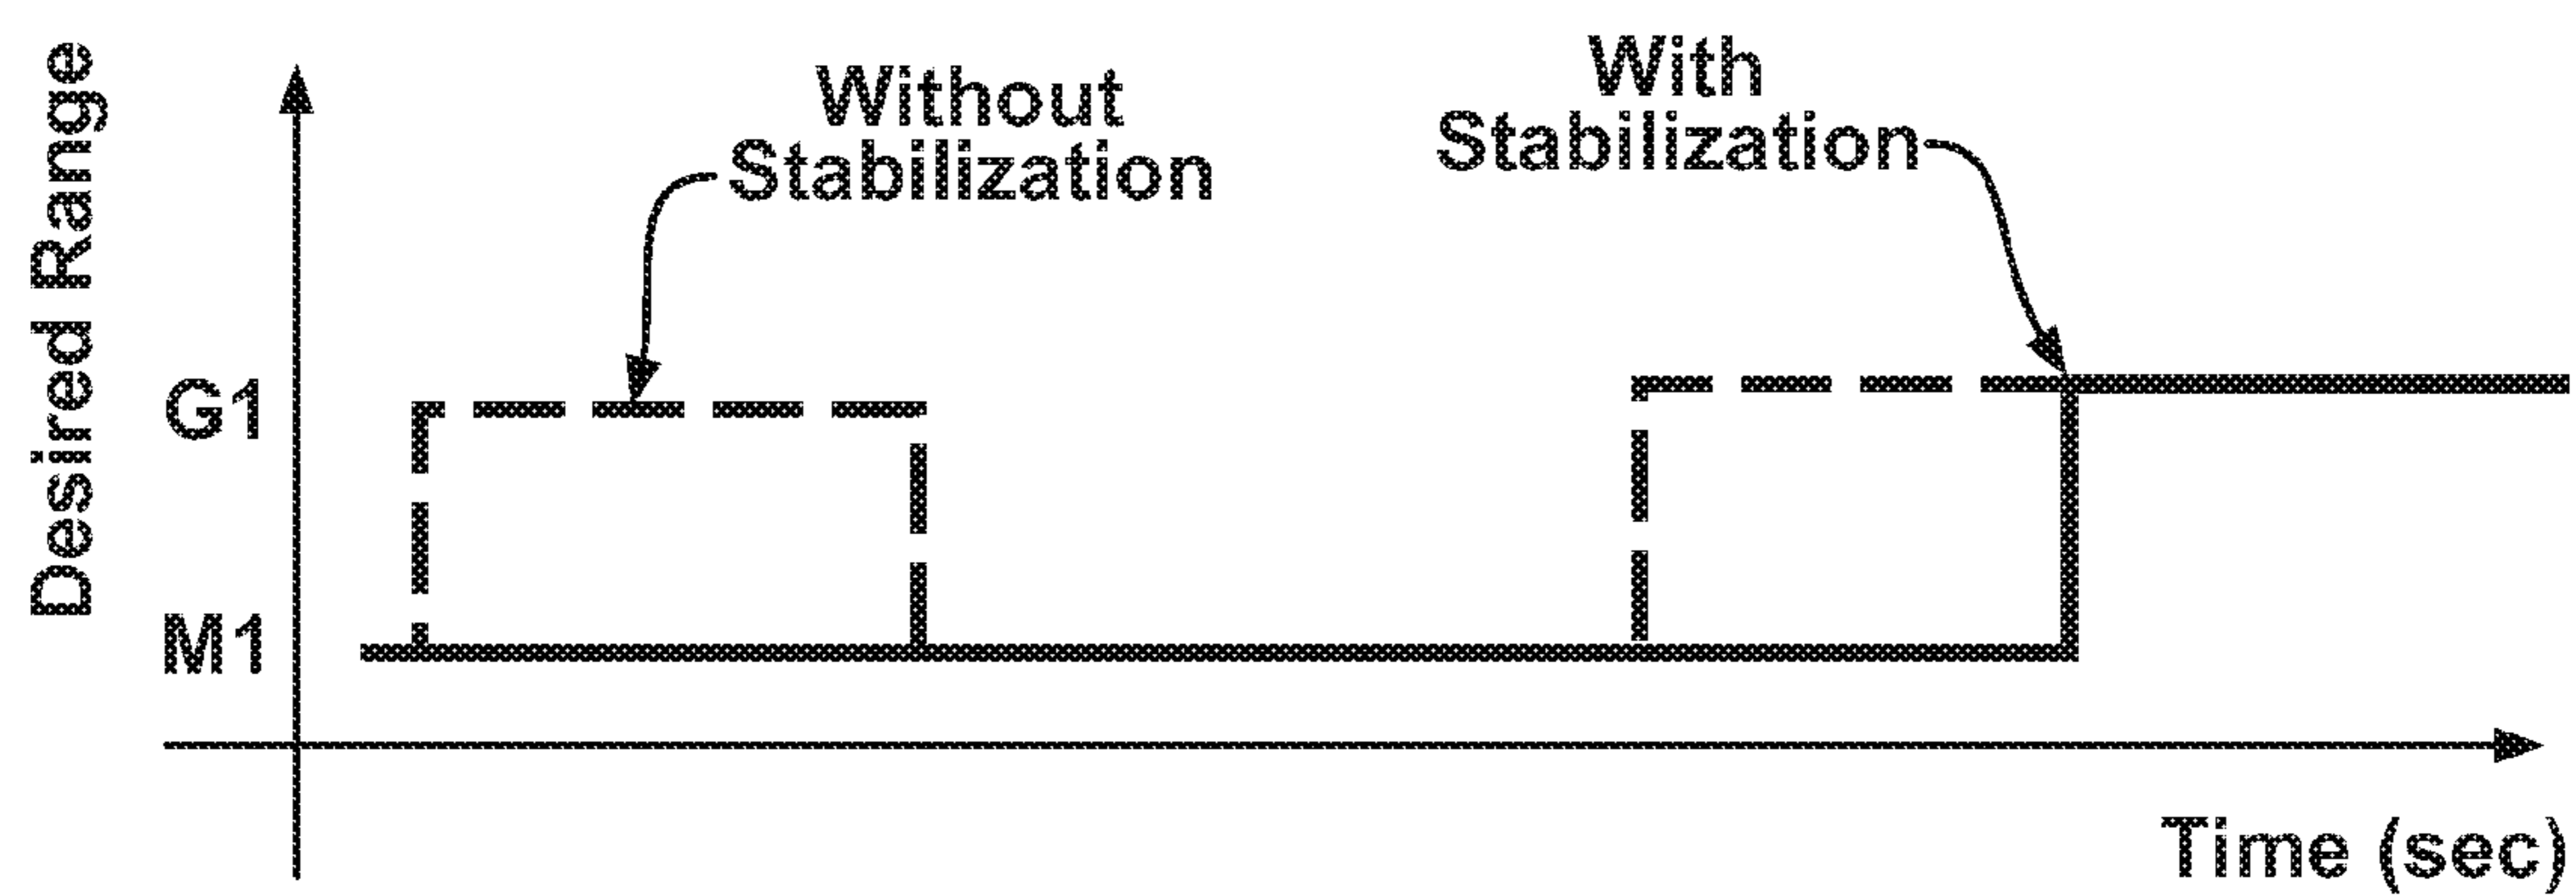 Desired Range
Without
Stabilization
With
Stabilization
G1
M1
Time (sec)